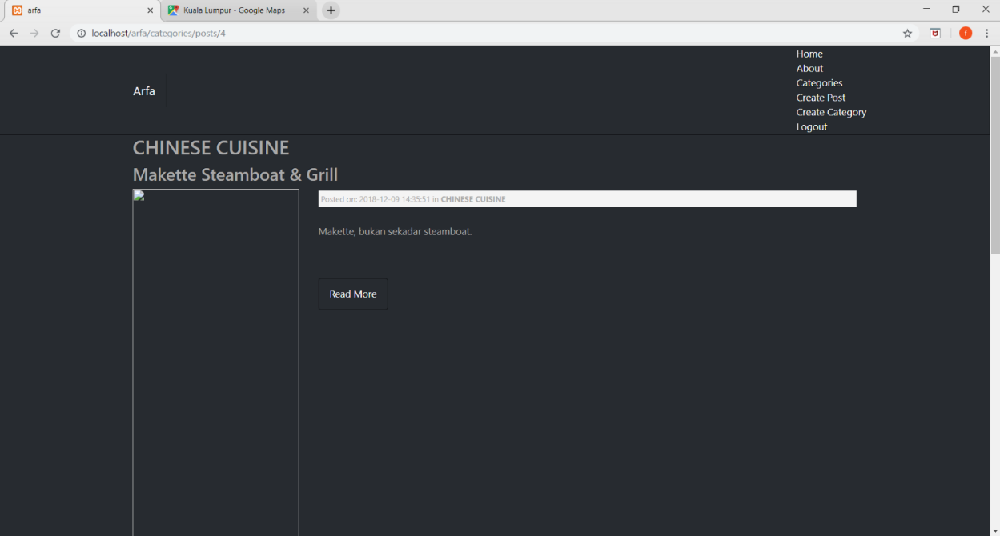 arfa
Kuala Lumpur - Google Maps
localhost/arfa/categories/posts/4
f
Arfa
Home
About
Categories
Create Post
Create Category
Logout
CHINESE CUISINE
Makette Steamboat & Grill
Posted on: 2018-12-09 14:35:51 in CHINESE CUISINE
Makette, bukan sekadar steamboat.
Read More